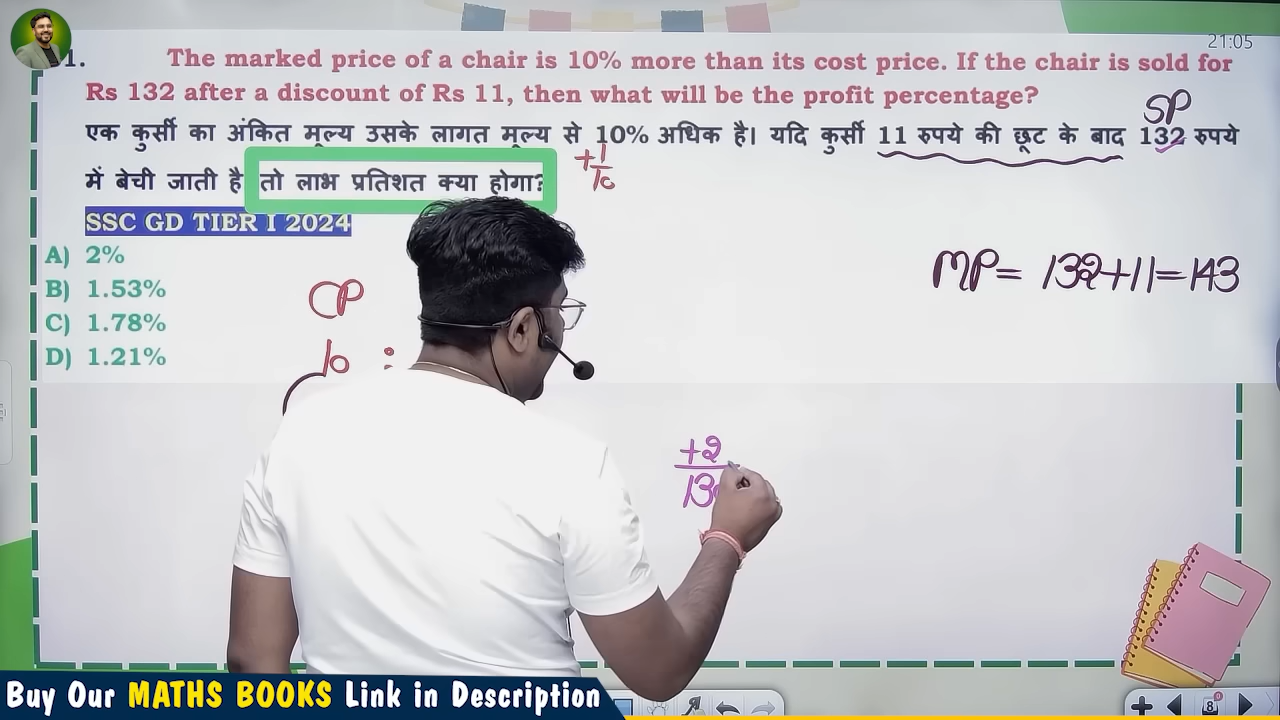 21:05
1. The marked price of a chair is 10% more than its cost price. If the chair is sold for
Rs 132 after a discount of Rs 11, then what will be the profit percentage?
SP
एक कुर्सी का अंकित मूल्य उसके लागत मूल्य से 10% अधिक है। यदि कुर्सी 11 रुपये की छूट के बाद 132 रुपये
+1/10
में बेची जाती है तो लाभ प्रतिशत क्या होगा?
SSC GD TIER I 2024
A) 2%
B) 1.53%
C) 1.78%
D) 1.21%
MP= 132+11=143
CP
10 :
+2
13
8
Buy Our MATHS BOOKS Link in Description